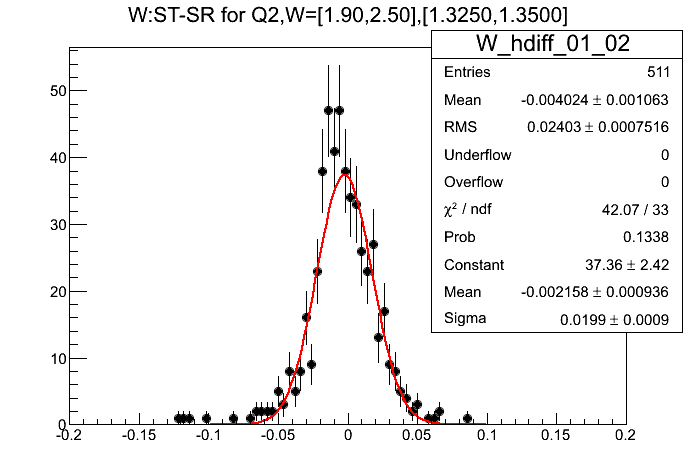 W:ST-SR for Q2,W=[1.90,2.50],[1.3250,1.3500]
W_hdiff_01_02
Entries 511
Mean -0.004024 ± 0.001063
RMS 0.02403 ± 0.0007516
Underflow 0
Overflow 0
χ² / ndf 42.07 / 33
Prob 0.1338
Constant 37.36 ± 2.42
Mean -0.002158 ± 0.000936
Sigma 0.0199 ± 0.0009
50
40
30
20
10
0
-0.2 -0.15 -0.1 -0.05 0 0.05 0.1 0.15 0.2